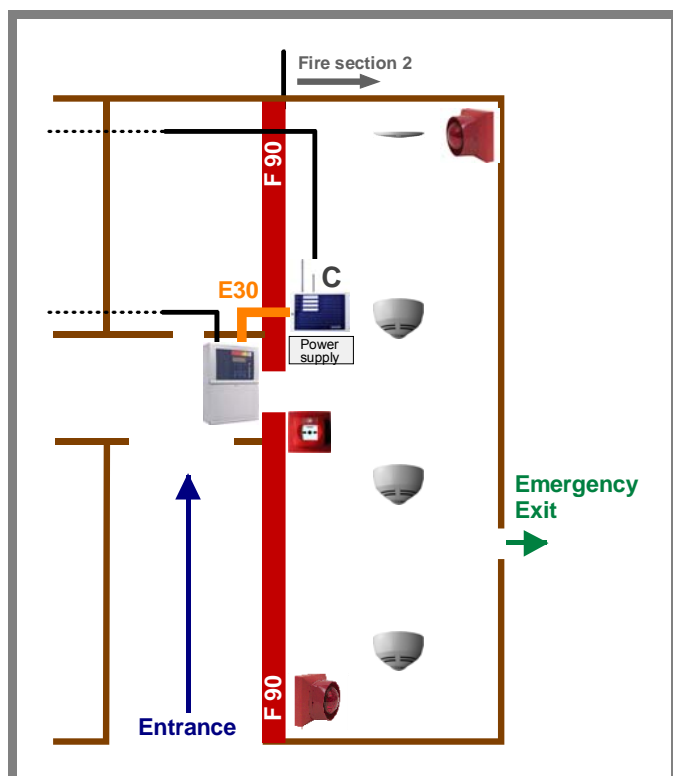 Fire section 2
F 90
C
E30
Power
supply
Emergency
Exit
F 90
Entrance